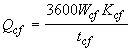 Q_cf = 3600W_cf K_cf / t_cf